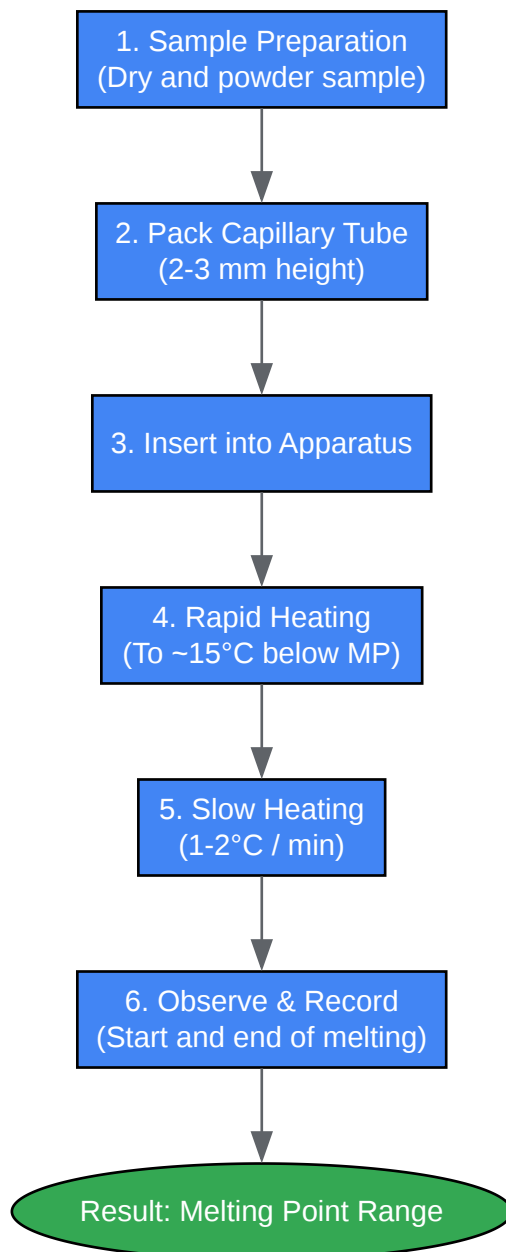 1. Sample Preparation
(Dry and powder sample)
2. Pack Capillary Tube
(2-3 mm height)
3. Insert into Apparatus
4. Rapid Heating
(To ~15°C below MP)
5. Slow Heating
(1-2°C / min)
6. Observe & Record
(Start and end of melting)
Result: Melting Point Range